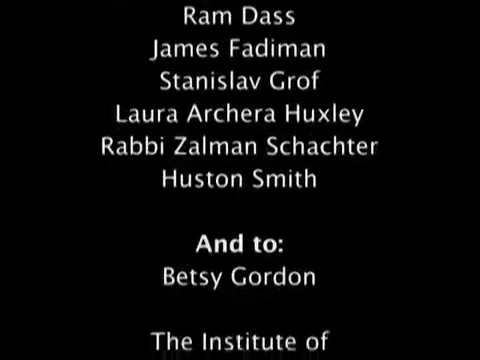 Ram Dass
James Fadiman
Stanislav Grof
Laura Archera Huxley
Rabbi Zalman Schachter
Huston Smith
And to:
Betsy Gordon
The Institute of